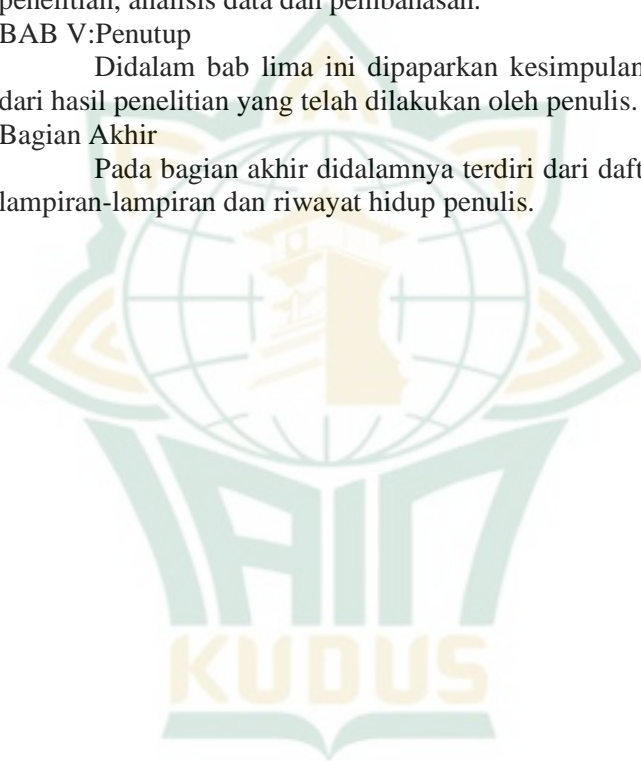 penelitian, analisis data dan pembahasan.
BAB V:Penutup
Didalam bab lima ini dipaparkan kesimpulan
dari hasil penelitian yang telah dilakukan oleh penulis.
Bagian Akhir
Pada bagian akhir didalamnya terdiri dari daft
lampiran-lampiran dan riwayat hidup penulis.
IAIN
KUDUS